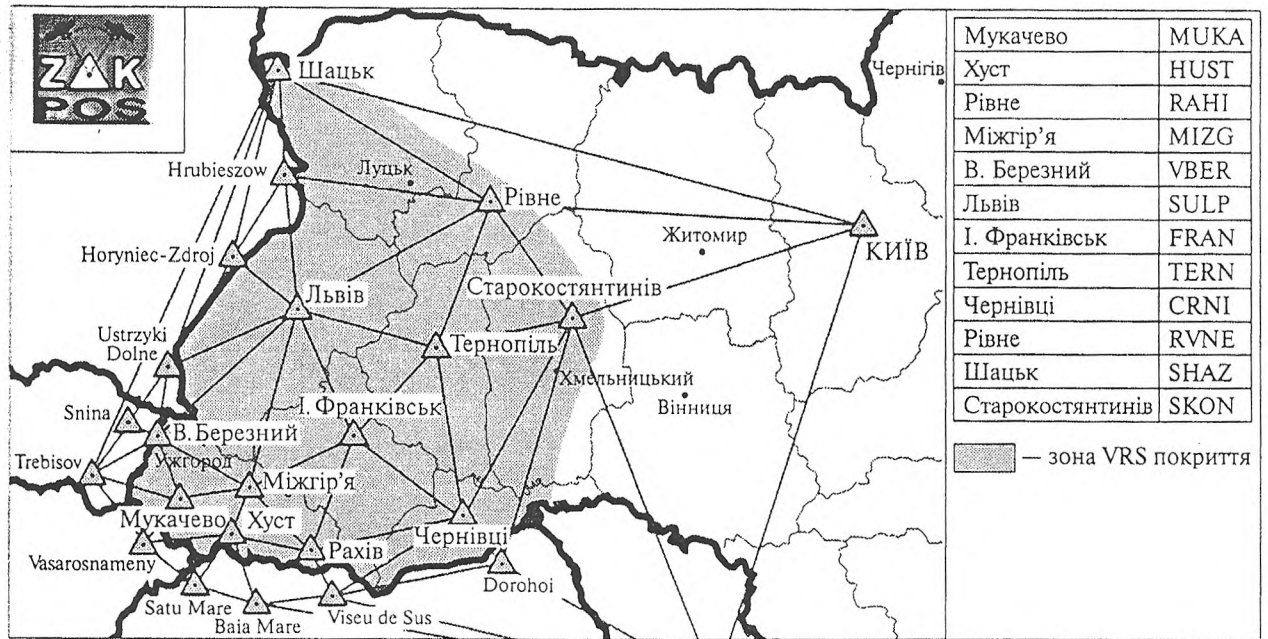 ZAK
POS
Шацьк
Чернігів
Hrubieszow
Луцьк
Рівне
Житомир
КИЇВ
Horyniec-Zdroj
Львів
Старокостянтинів
Ustrzyki
Dolne
Тернопіль
Хмельницький
Вінниця
Snina
І. Франківськ
В. Березний
Trebisov
Ужгород
Міжгір'я
Мукачево
Хуст
Vasarosnameny
Рахів
Чернівці
Satu Mare
Baia Mare
Viseu de Sus
Dorohoi
Мукачево MUKA
Хуст HUST
Рівне RAHI
Міжгір'я MIZG
В. Березний VBER
Львів SULP
І. Франківськ FRAN
Тернопіль TERN
Чернівці CRNI
Рівне RVNE
Шацьк SHAZ
Старокостянтинів SKON
— зона VRS покриття